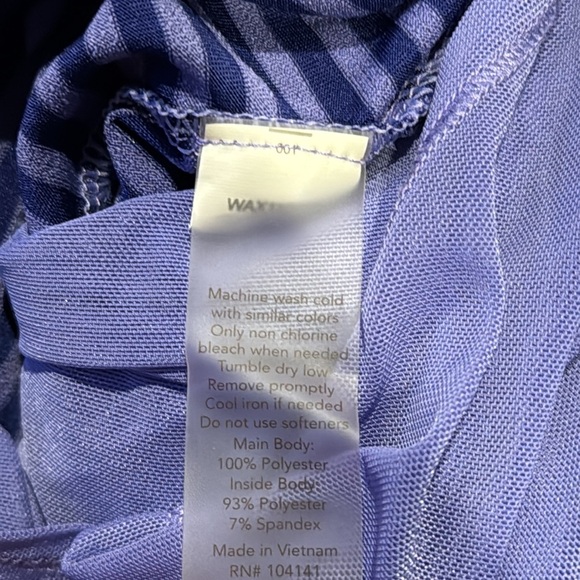 Machine wash cold
with similar colors
Only non chlorine
bleach when needed
Tumble dry low
Remove promptly
Cool iron if needed
Do not use softeners
Main Body:
100% Polyester
Inside Body:
93% Polyester
7% Spandex
Made in Vietnam
RN# 104141